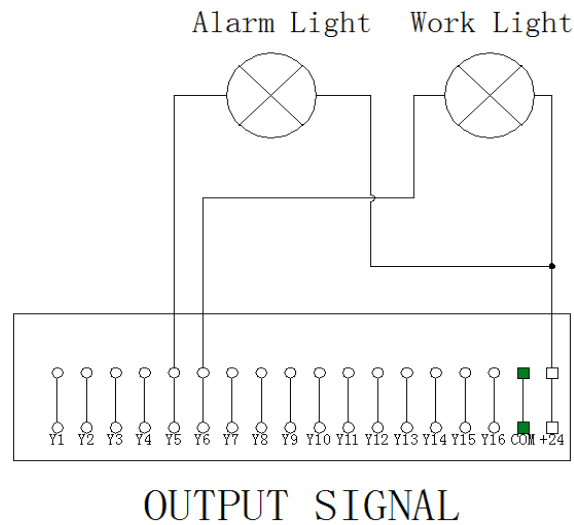 Alarm Light Work Light
Y1 Y2 Y3 Y4 Y5 Y6 Y7 Y8 Y9 Y10 Y11 Y12 Y13 Y14 Y15 Y16 COM +24
OUTPUT SIGNAL